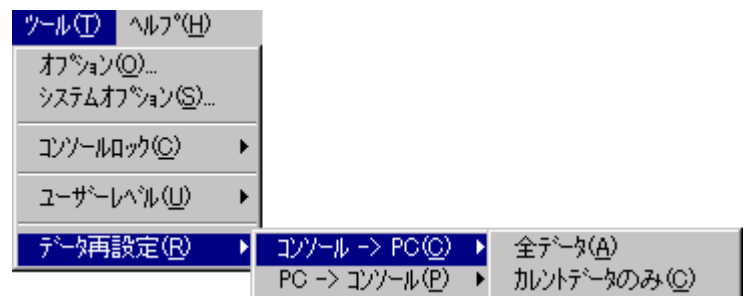 ツール(T) ヘルプ(H)
オプション(O)...
システムオプション(S)...
コンソールロック(C)
ユーザーレベル(U)
データ再設定(R) コンソール -> PC(C) 全データ(A)
PC -> コンソール(P) カレントデータのみ(C)